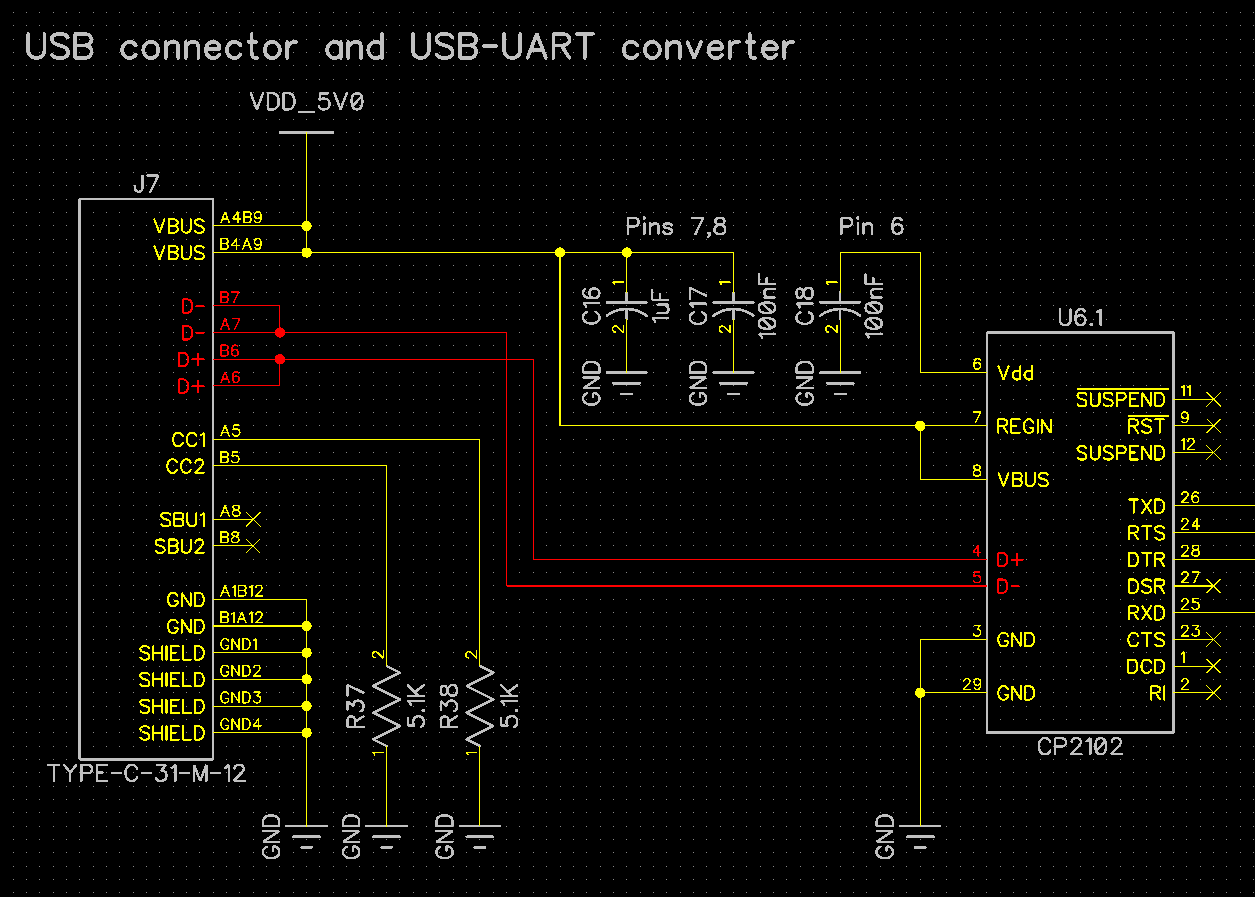 USB connector and USB-UART converter
VDD_5V0
J7
VBUS A4B9
VBUS B4A9
D- B7
D- A7
D+ B6
D+ A6
CC1 A5
CC2 B5
SBU1 A8
SBU2 B8
GND A1B12
GND B1A12
SHIELD GND1
SHIELD GND2
SHIELD GND3
SHIELD GND4
TYPE-C-31-M-12
GND
2
R37
5.1K
1
GND
2
R38
5.1K
1
GND
Pins 7,8
1
C16
1uF
2
GND
1
C17
100nF
2
GND
Pin 6
1
C18
100nF
2
GND
U6.1
6 Vdd
7 REGIN
8 VBUS
4 D+
5 D-
3 GND
29 GND
SUSPEND 11
RST 9
SUSPEND 12
TXD 26
RTS 24
DTR 28
DSR 27
RXD 25
CTS 23
DCD 1
RI 2
CP2102
GND